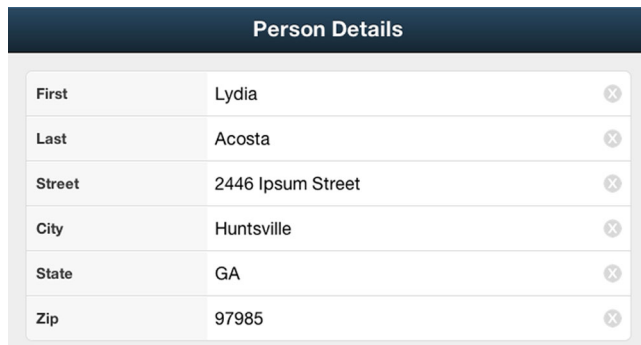 Person Details
First Lydia
Last Acosta
Street 2446 Ipsum Street
City Huntsville
State GA
Zip 97985